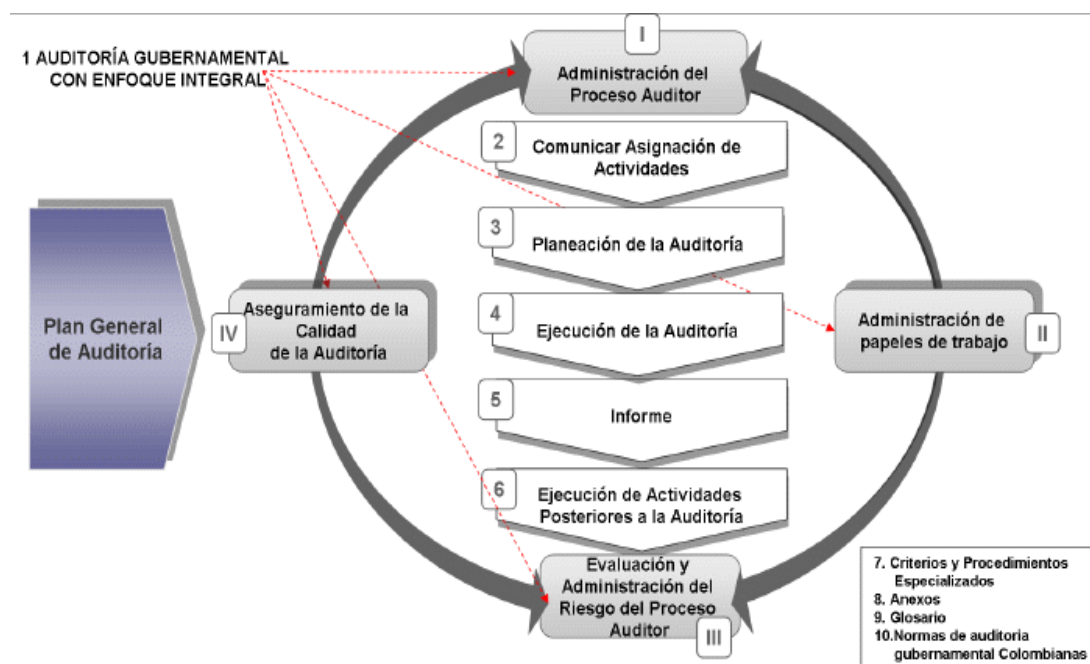 1 AUDITORÍA GUBERNAMENTAL
CON ENFOQUE INTEGRAL
I
Administración del
Proceso Auditor
2
Comunicar Asignación de
Actividades
3
Planeación de la Auditoría
Plan General
de Auditoría
IV
Aseguramiento de la
Calidad
de la Auditoría
4
Ejecución de la Auditoría
Administración de
papeles de trabajo
II
5
Informe
6
Ejecución de Actividades
Posteriores a la Auditoría
Evaluación y
Administración del
Riesgo del Proceso
Auditor
III
7. Criterios y Procedimientos
Especializados
8. Anexos
9. Glosario
10.Normas de auditoria
gubernamental Colombianas